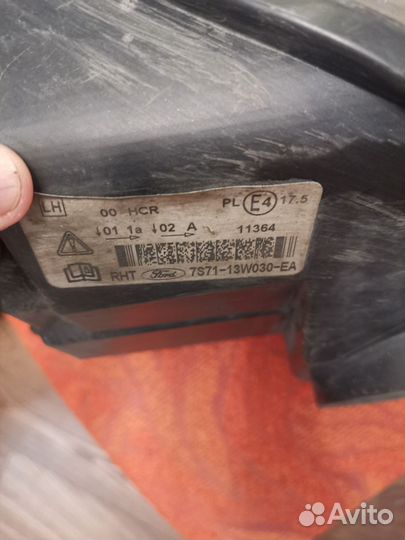 LH 00 HCR PL E4 17.5
01 1a 02 A 11364
RHT Ford 7S71-13W030-EA
Avito